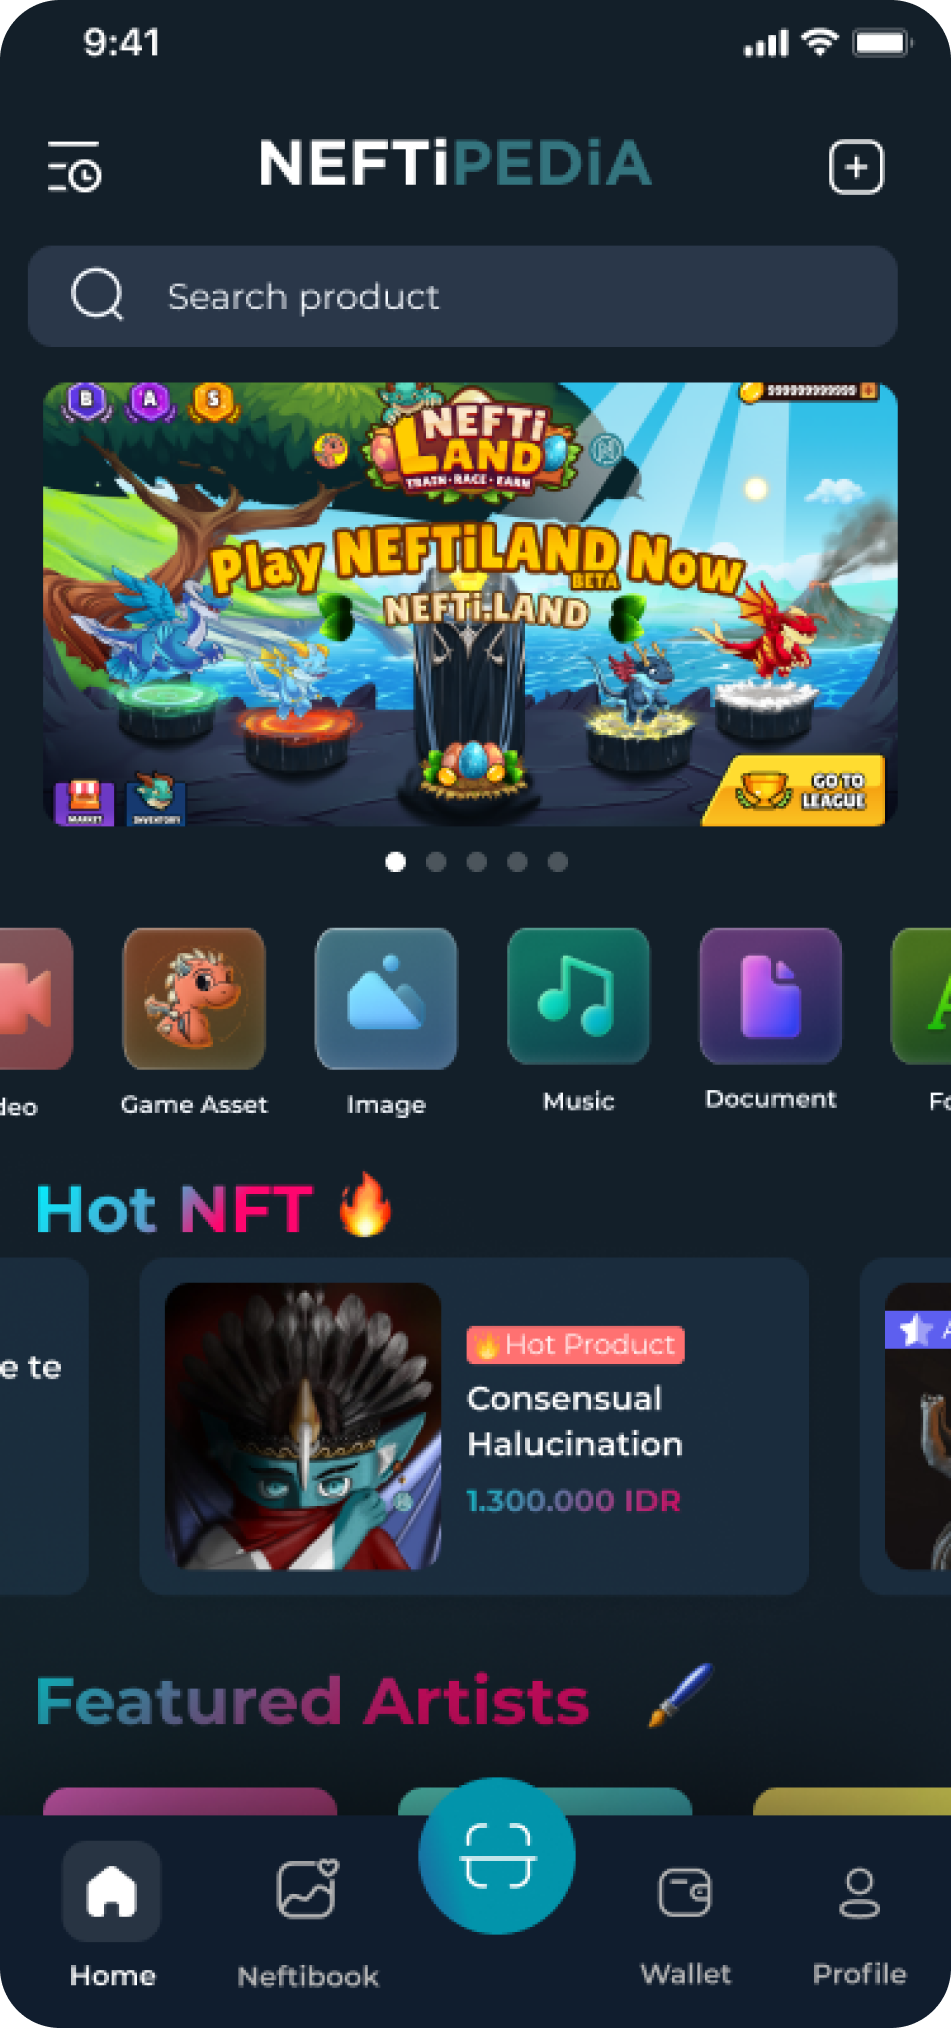 9:41
NEFTiPEDiA
Search product
B A S
999999999999
NEFTi
LAND
TRAIN·RACE·EARN
Play NEFTiLAND Now
BETA
NEFTi.LAND
GO TO
LEAGUE
MARKET
INVENTORY
deo
Game Asset
Image
Music
Document
Fo
Hot NFT
e te
Hot Product
Consensual
Halucination
1.300.000 IDR
A
Featured Artists
Home
Neftibook
Wallet
Profile